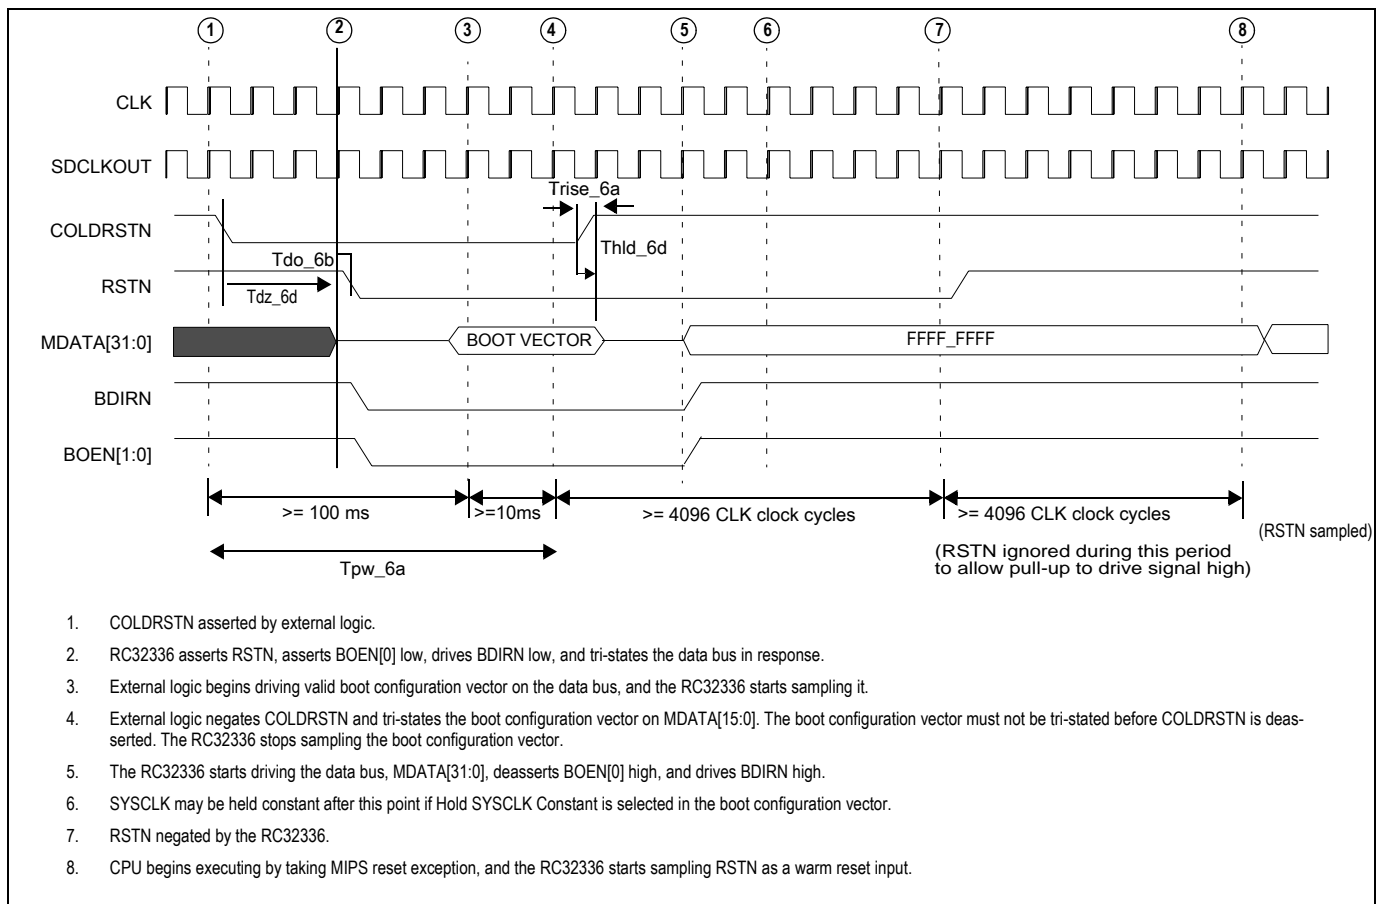 1 2 3 4 5 6 7 8
CLK
SDCLKOUT
Trise_6a
COLDRSTN
Thld_6d
Tdo_6b
RSTN
Tdz_6d
MDATA[31:0]
BOOT VECTOR
FFFF_FFFF
BDIRN
BOEN[1:0]
>= 100 ms
>=10ms
>= 4096 CLK clock cycles
>= 4096 CLK clock cycles
(RSTN sampled)
Tpw_6a
(RSTN ignored during this period
to allow pull-up to drive signal high)
1. COLDRSTN asserted by external logic.
2. RC32336 asserts RSTN, asserts BOEN[0] low, drives BDIRN low, and tri-states the data bus in response.
3. External logic begins driving valid boot configuration vector on the data bus, and the RC32336 starts sampling it.
4. External logic negates COLDRSTN and tri-states the boot configuration vector on MDATA[15:0]. The boot configuration vector must not be tri-stated before COLDRSTN is deas-
serted. The RC32336 stops sampling the boot configuration vector.
5. The RC32336 starts driving the data bus, MDATA[31:0], deasserts BOEN[0] high, and drives BDIRN high.
6. SYSCLK may be held constant after this point if Hold SYSCLK Constant is selected in the boot configuration vector.
7. RSTN negated by the RC32336.
8. CPU begins executing by taking MIPS reset exception, and the RC32336 starts sampling RSTN as a warm reset input.